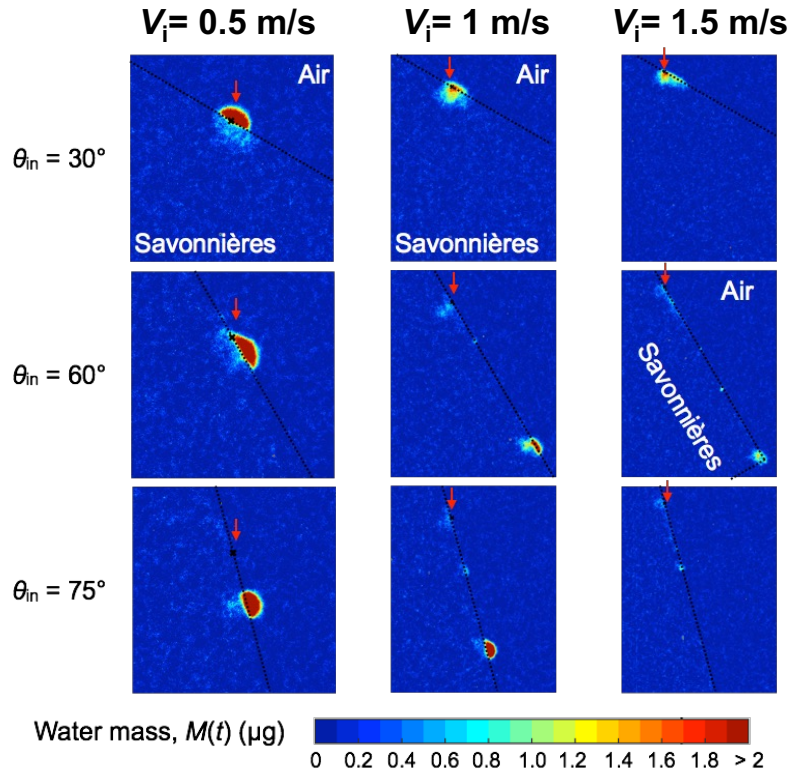 Vi= 0.5 m/s Vi= 1 m/s Vi= 1.5 m/s
Air Air
θin = 30°
Savonnières Savonnières
Air
θin = 60°
Savonnières
θin = 75°
Water mass, M(t) (µg)
0 0.2 0.4 0.6 0.8 1.0 1.2 1.4 1.6 1.8 > 2